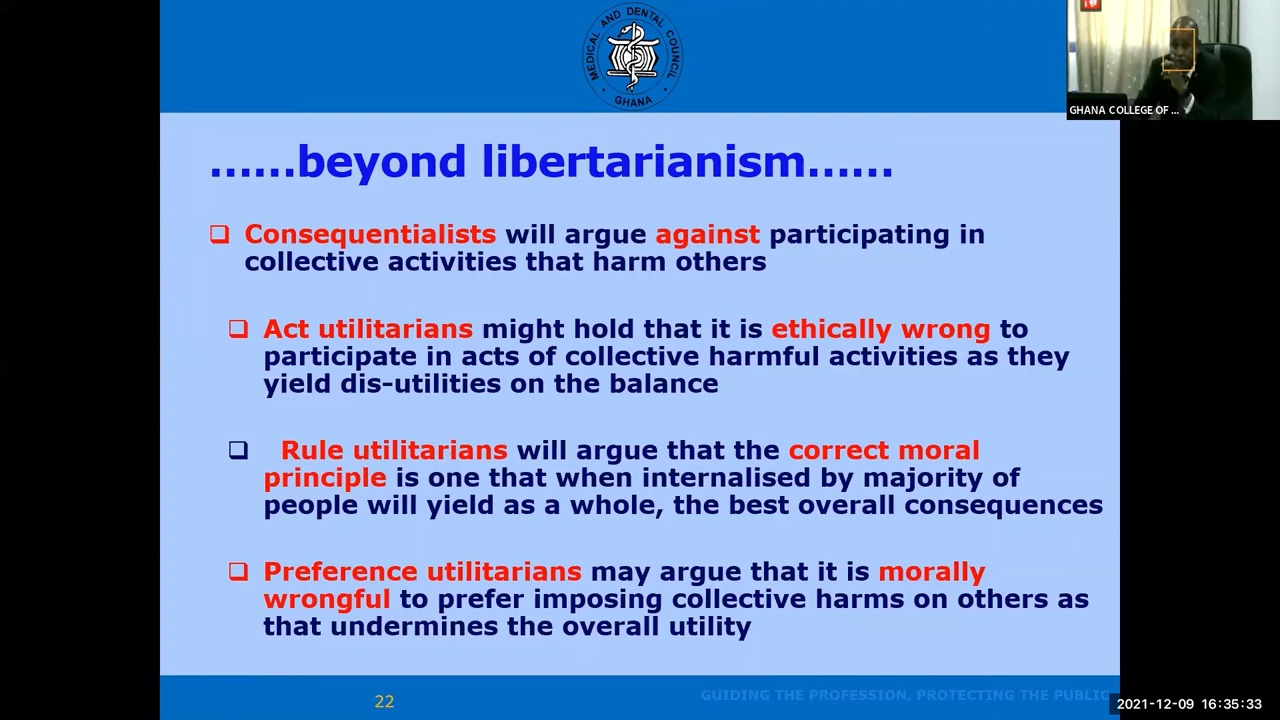 MEDICAL AND DENTAL COUNCIL
GHANA
GHANA COLLEGE OF ...
......beyond libertarianism......
❑ Consequentialists will argue against participating in
collective activities that harm others
❑ Act utilitarians might hold that it is ethically wrong to
participate in acts of collective harmful activities as they
yield dis-utilities on the balance
❑ Rule utilitarians will argue that the correct moral
principle is one that when internalised by majority of
people will yield as a whole, the best overall consequences
❑ Preference utilitarians may argue that it is morally
wrongful to prefer imposing collective harms on others as
that undermines the overall utility
22
GUIDING THE PROFESSION, PROTECTING THE PUBLIC
2021-12-09 16:35:33